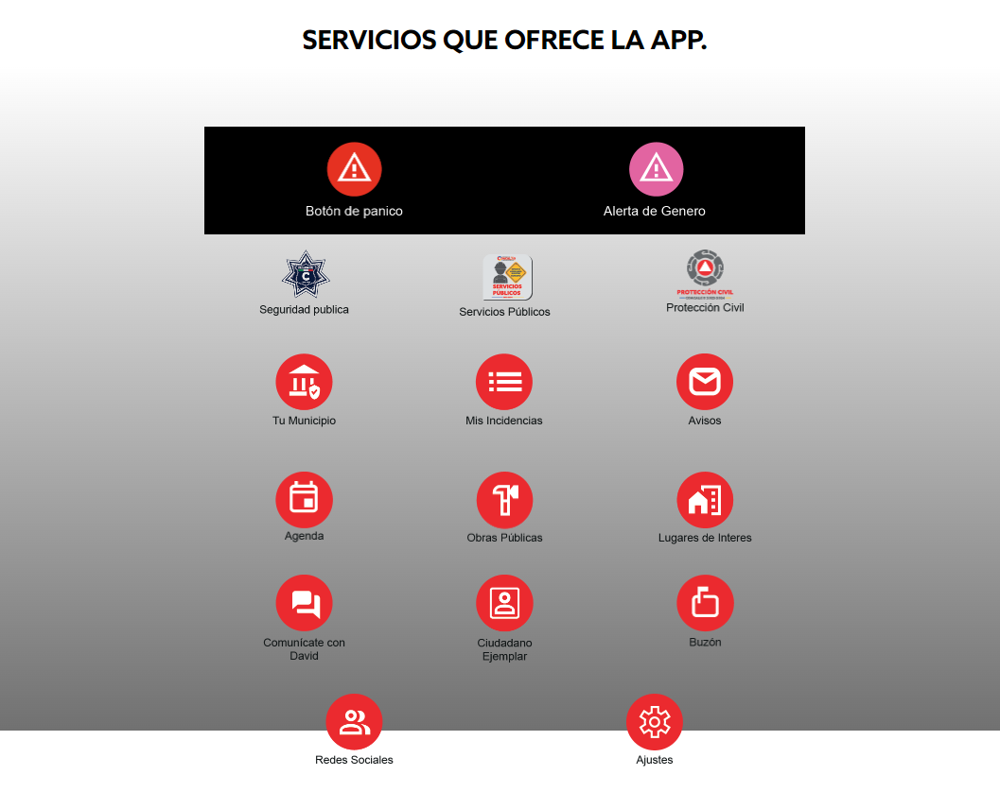 SERVICIOS QUE OFRECE LA APP.
Botón de panico
Alerta de Genero
SERVICIOS
PÚBLICOS
PROTECCIÓN CIVIL
Seguridad publica
Servicios Públicos
Protección Civil
Tu Municipio
Mis Incidencias
Avisos
Agenda
Obras Públicas
Lugares de Interes
Comunícate con
David
Ciudadano
Ejemplar
Buzón
Redes Sociales
Ajustes